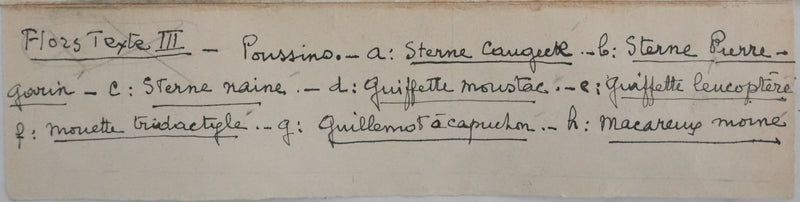 Hors Texte III - Poussins. - a: Sterne Caugeck. - b: Sterne Pierre-
garin - c: Sterne naine. - d: Guiffette moustac. - e: Guiffette leucoptère
f: mouette tridactyle. - g: Guillemot à capuchon. - h: Macareux moine